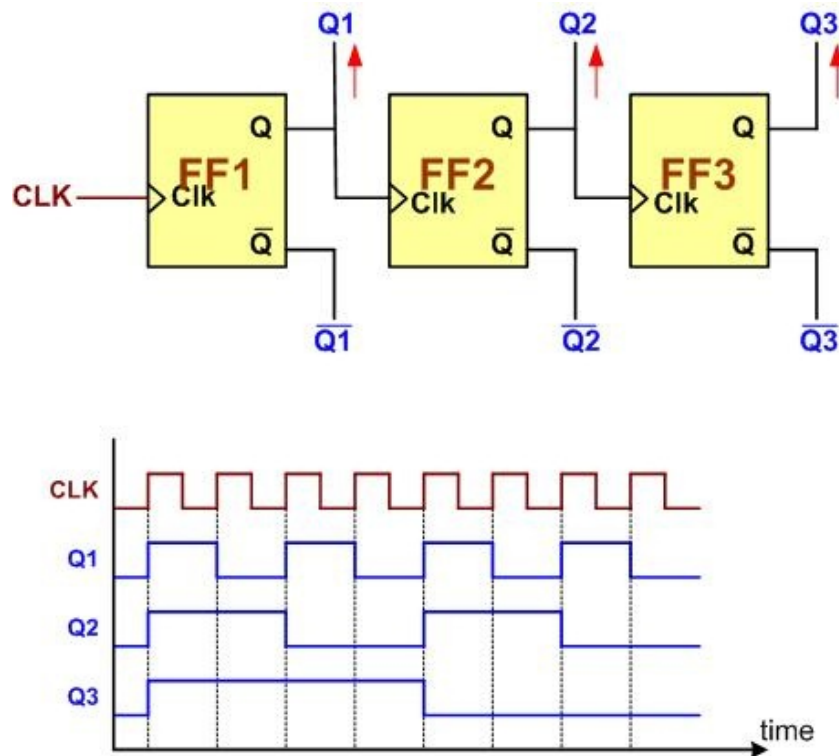 Q1 Q2 Q3
Q Q Q
FF1 FF2 FF3
CLK Clk Clk Clk
Q̅ Q̅ Q̅
Q̅1̅ Q̅2̅ Q̅3̅
CLK
Q1
Q2
Q3
time